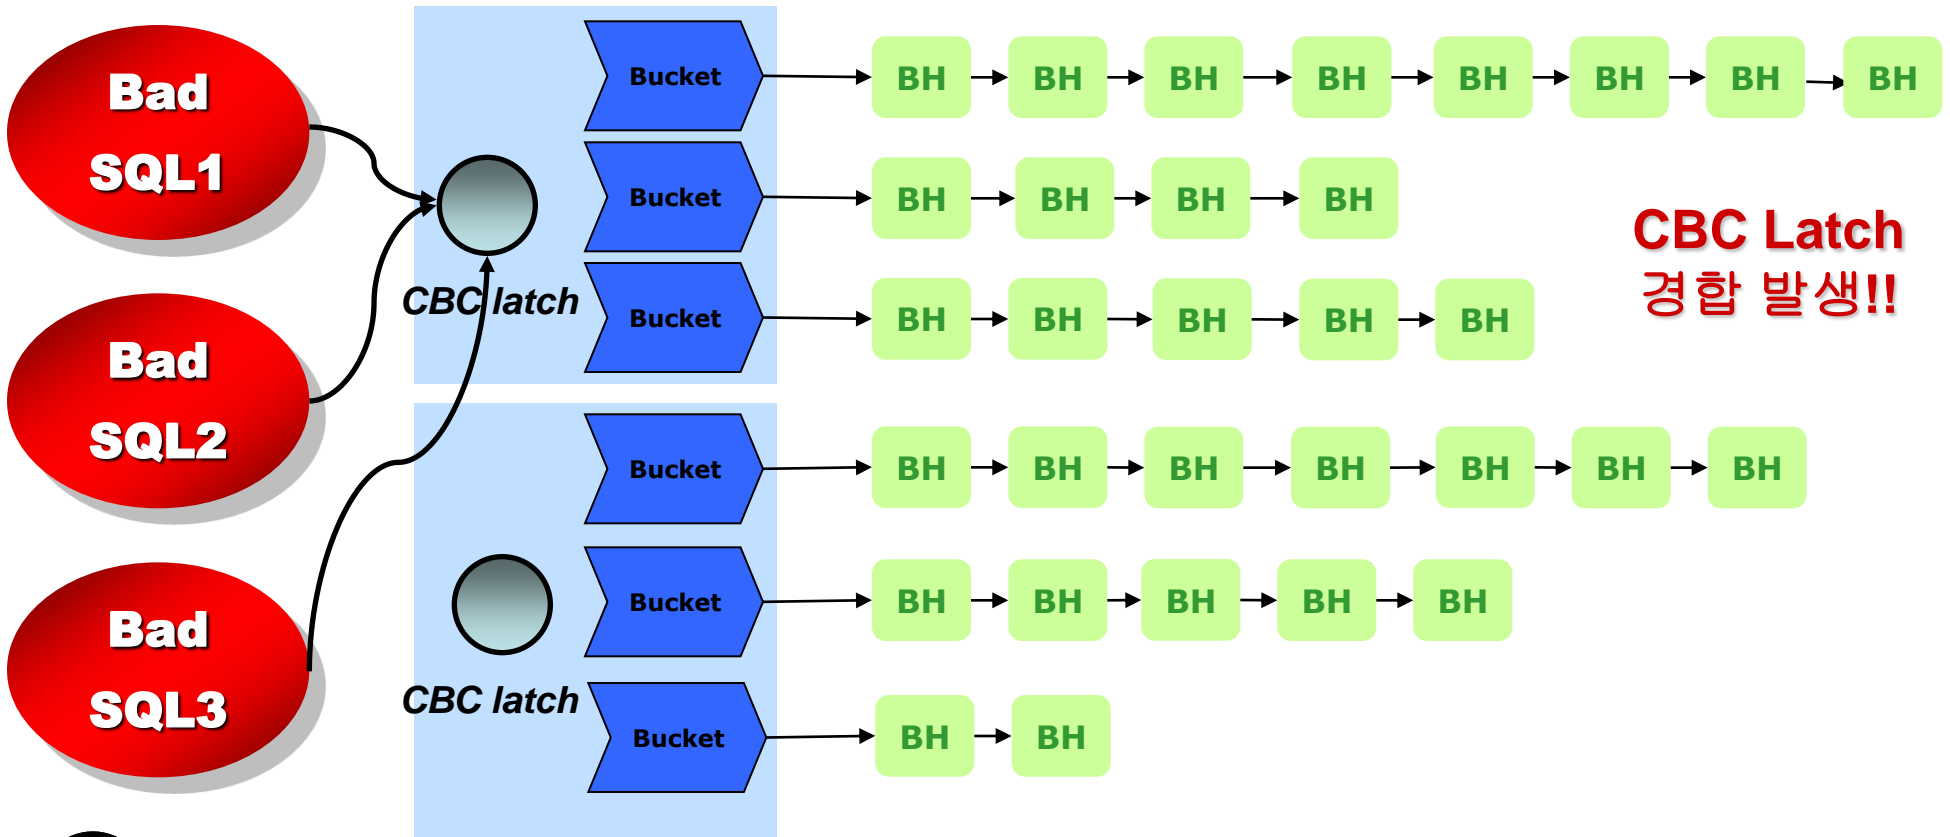 Bad
SQL1
Bad
SQL2
Bad
SQL3
CBC latch
CBC latch
Bucket BH BH BH BH BH BH BH BH
Bucket BH BH BH BH
Bucket BH BH BH BH BH
Bucket BH BH BH BH BH BH BH
Bucket BH BH BH BH BH
Bucket BH BH
CBC Latch
경합 발생!!